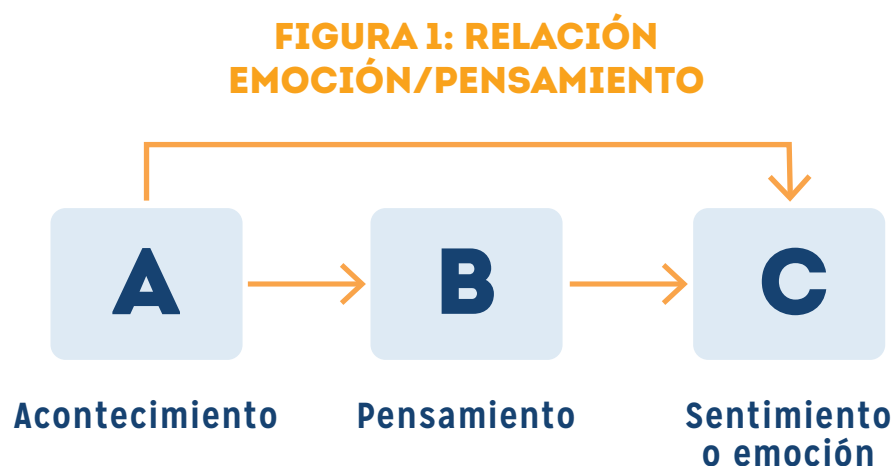 FIGURA 1: RELACIÓN
EMOCIÓN/PENSAMIENTO
A
B
C
Acontecimiento
Pensamiento
Sentimiento
o emoción